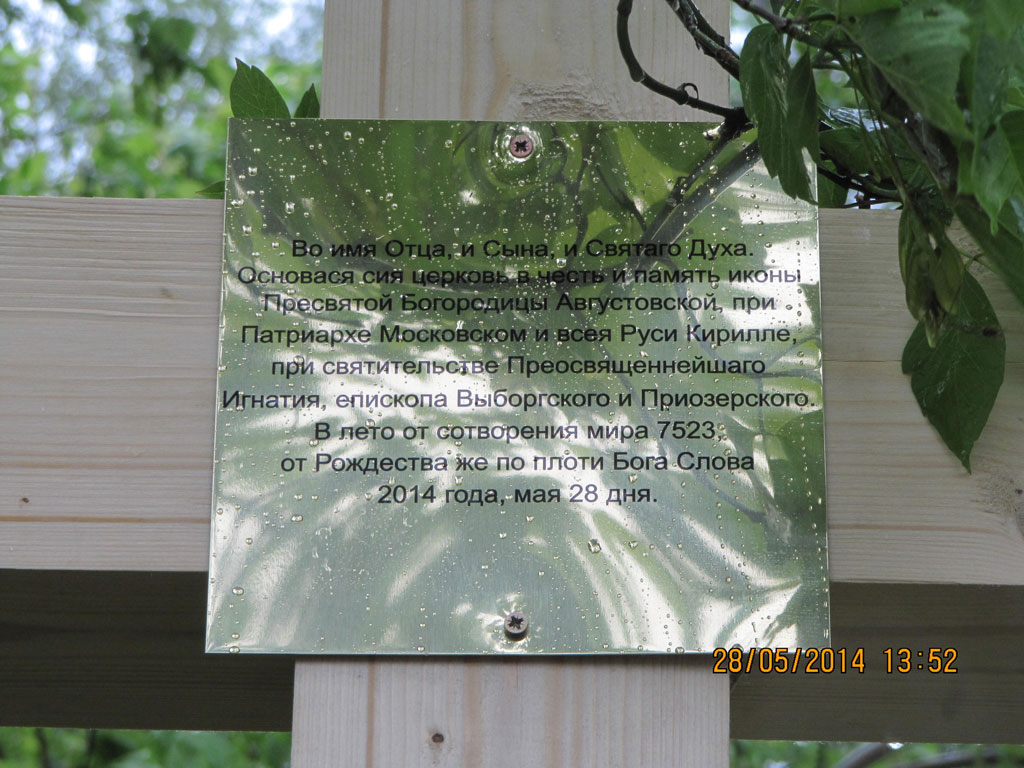 Во имя Отца, и Сына, и Святаго Духа.
Основася сия церковь в честь и память иконы
Пресвятой Богородицы Августовской, при
Патриархе Московском и всея Руси Кирилле,
при святительстве Преосвященнейшаго
Игнатия, епископа Выборгского и Приозерского.
В лето от сотворения мира 7523,
от Рождества же по плоти Бога Слова
2014 года, мая 28 дня.
28/05/2014 13:52